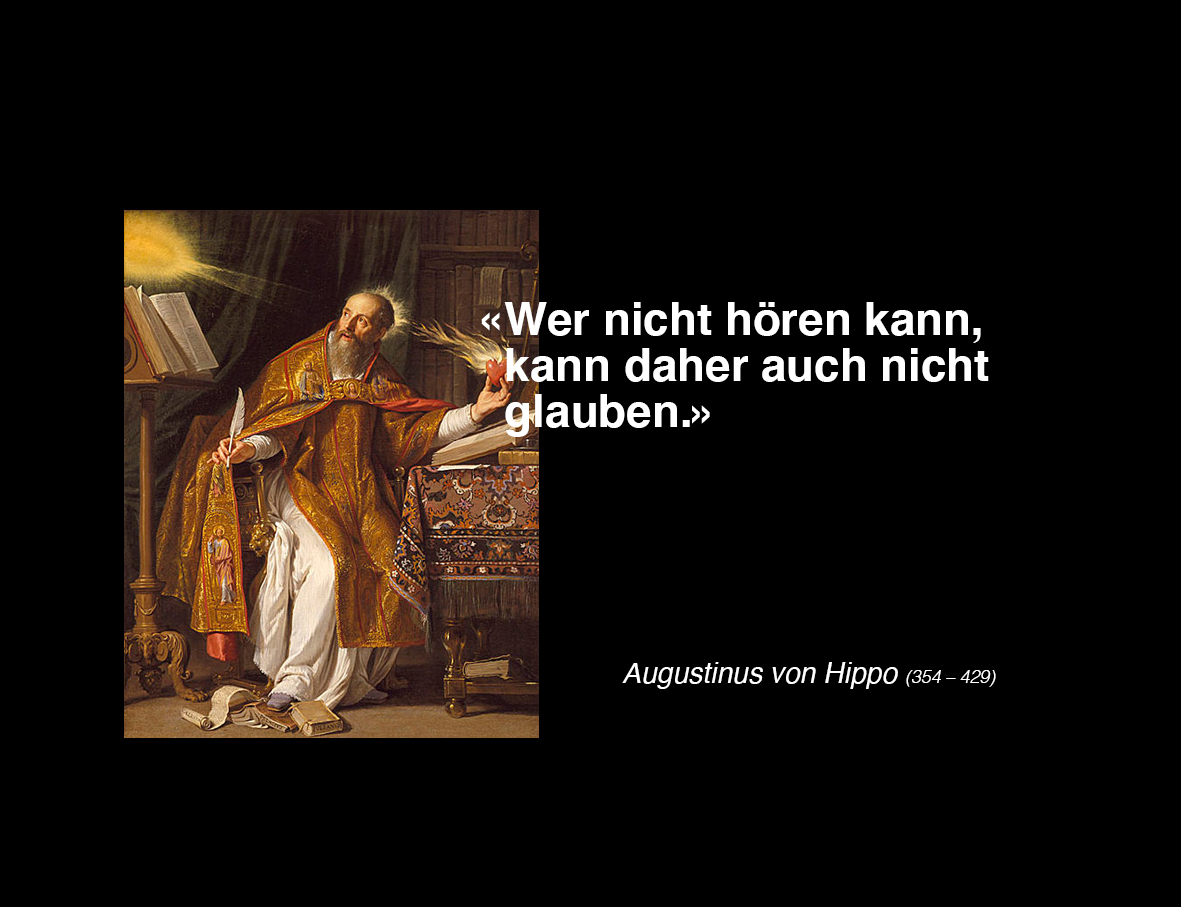 «Wer nicht hören kann,
kann daher auch nicht
glauben.»
Augustinus von Hippo (354 – 429)